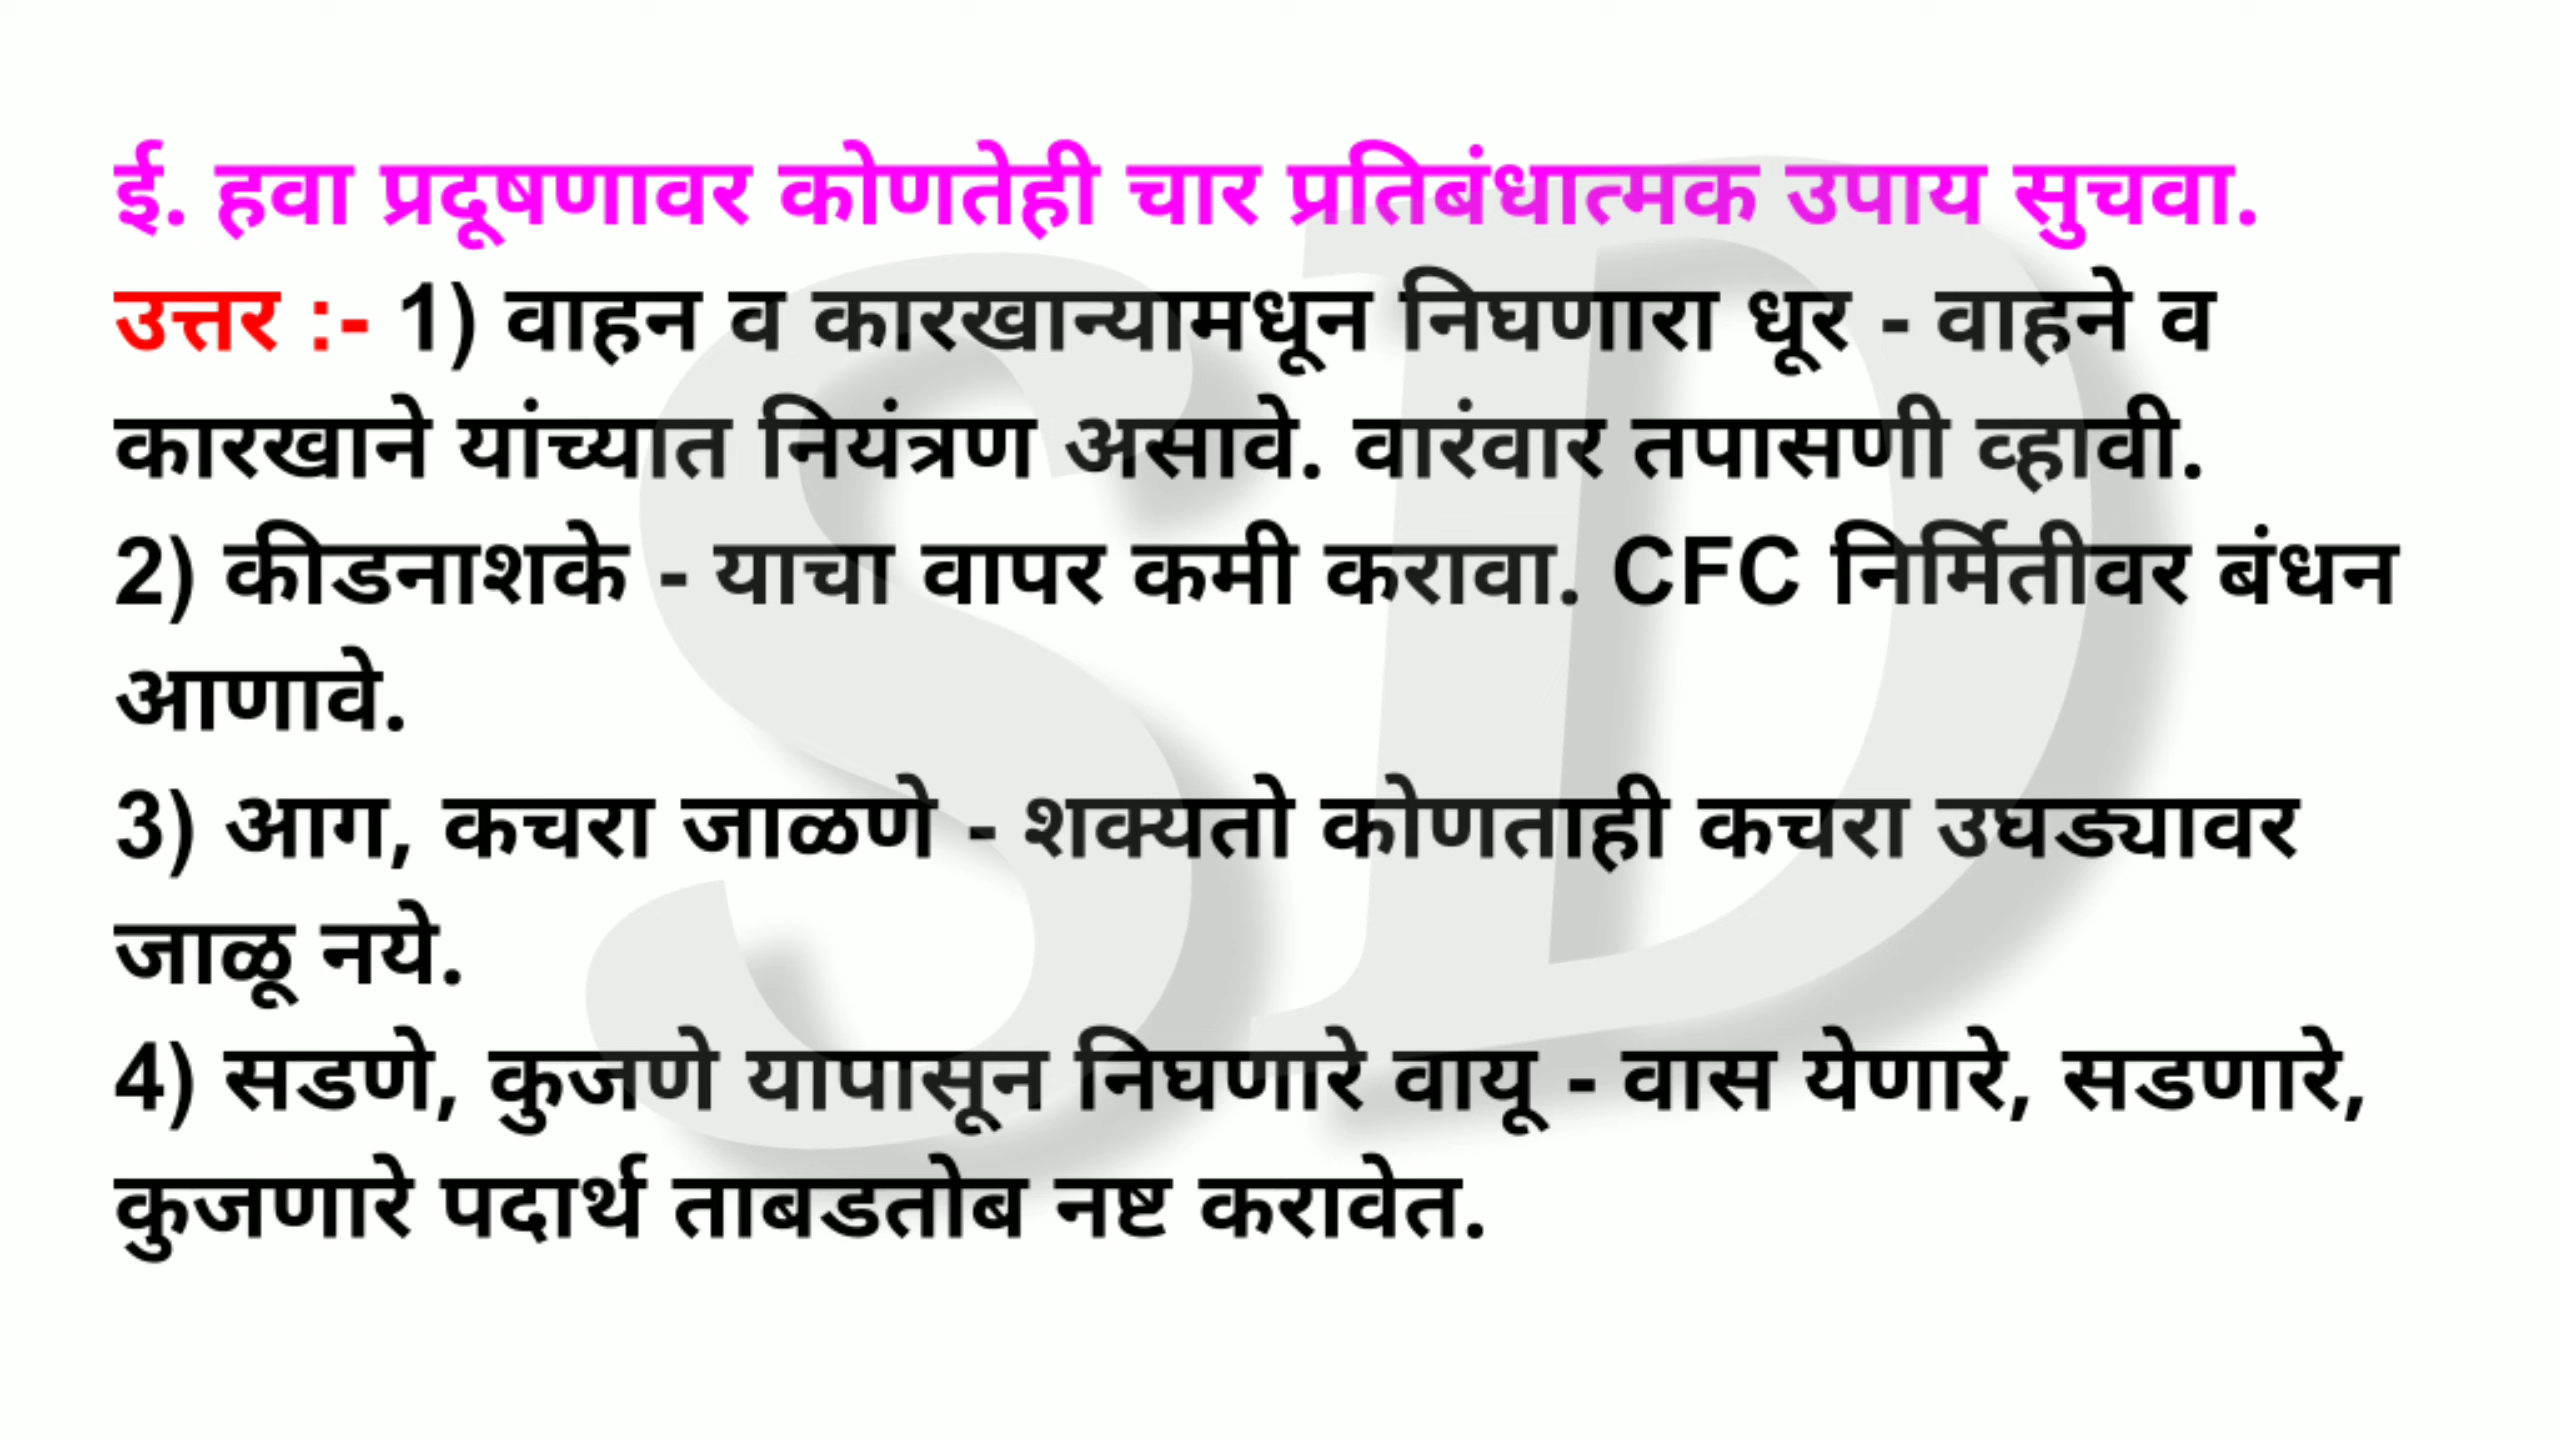 ई. हवा प्रदूषणावर कोणतेही चार प्रतिबंधात्मक उपाय सुचवा.
उत्तर :- 1) वाहन व कारखान्यामधून निघणारा धूर - वाहने व
कारखाने यांच्यात नियंत्रण असावे. वारंवार तपासणी व्हावी.
2) कीडनाशके - याचा वापर कमी करावा. CFC निर्मितीवर बंधन
आणावे.
3) आग, कचरा जाळणे - शक्यतो कोणताही कचरा उघड्यावर
जाळू नये.
4) सडणे, कुजणे यापासून निघणारे वायू - वास येणारे, सडणारे,
कुजणारे पदार्थ ताबडतोब नष्ट करावेत.
SD